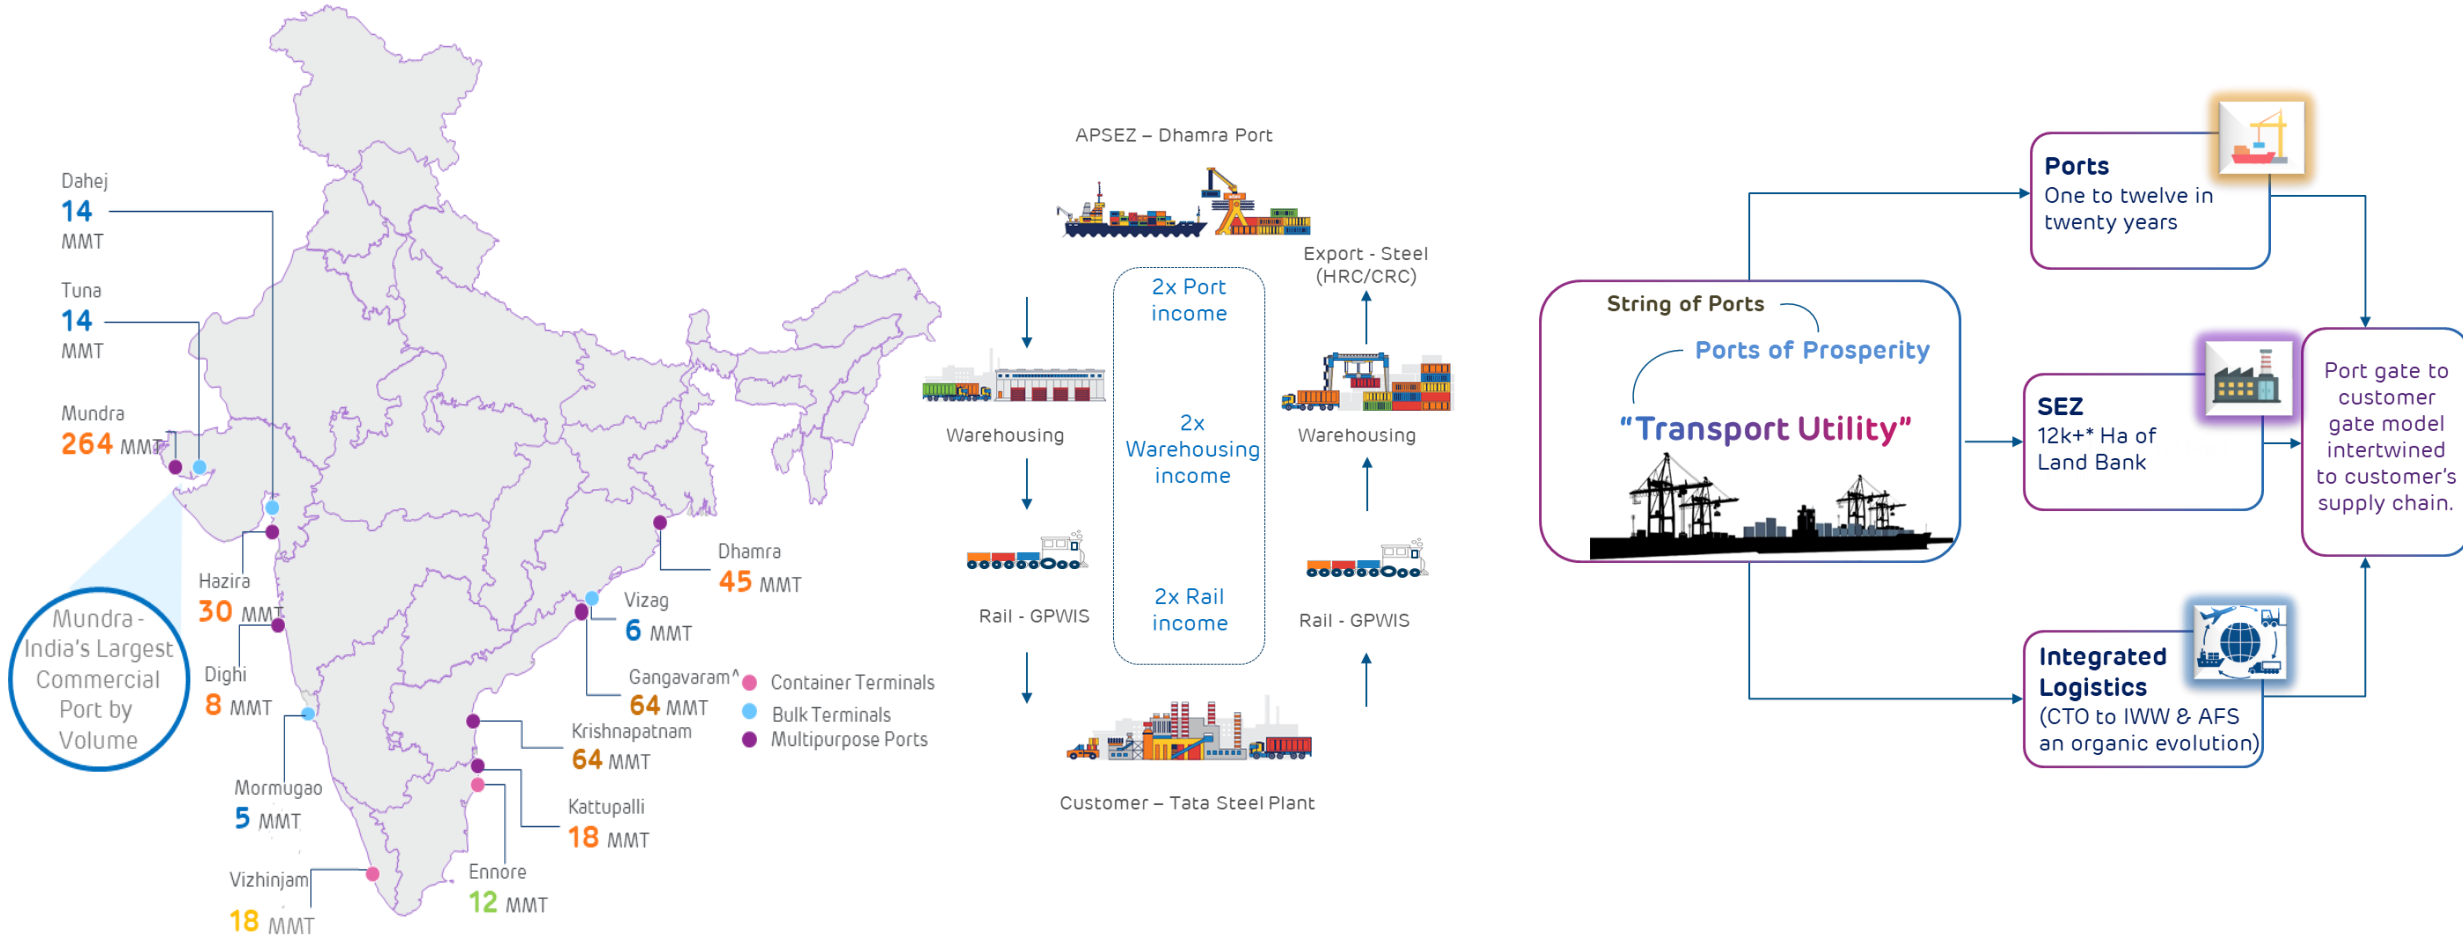 Dahej
14
MMT
Tuna
14
MMT
Mundra
264 MMT
Hazira
30 MMT
Mundra -
India's Largest
Commercial
Port by
Volume
Dighi
8 MMT
Mormugao
5 MMT
Vizhinjam
18 MMT
Dhamra
45 MMT
Vizag
6 MMT
Gangavaram^
64 MMT
Krishnapatnam
64 MMT
Kattupalli
18 MMT
Ennore
12 MMT
Container Terminals
Bulk Terminals
Multipurpose Ports
APSEZ – Dhamra Port
Export - Steel
(HRC/CRC)
2x Port
income
2x
Warehousing
income
2x Rail
income
Warehousing
Warehousing
Rail - GPWIS
Rail - GPWIS
Customer – Tata Steel Plant
String of Ports
Ports of Prosperity
“Transport Utility”
Ports
One to twelve in
twenty years
SEZ
12k+* Ha of
Land Bank
Integrated
Logistics
(CTO to IWW & AFS
an organic evolution)
Port gate to
customer
gate model
intertwined
to customer's
supply chain.